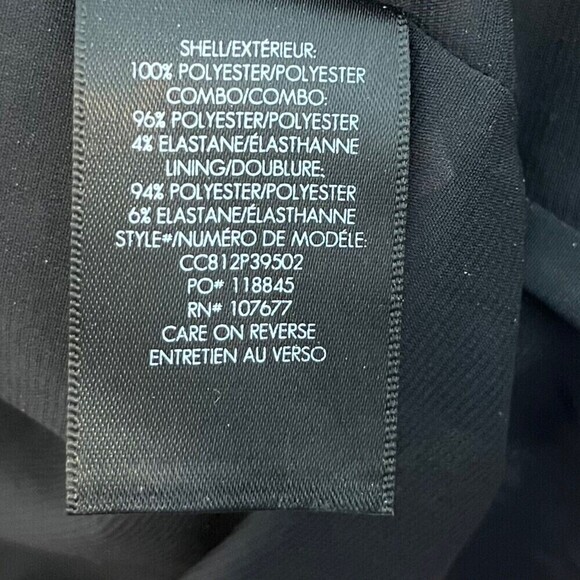 SHELL/EXTÉRIEUR:
100% POLYESTER/POLYESTER
COMBO/COMBO:
96% POLYESTER/POLYESTER
4% ELASTANE/ÉLASTHANNE
LINING/DOUBLURE:
94% POLYESTER/POLYESTER
6% ELASTANE/ÉLASTHANNE
STYLE#/NUMÉRO DE MODÉLE:
CC812P39502
PO# 118845
RN# 107677
CARE ON REVERSE
ENTRETIEN AU VERSO